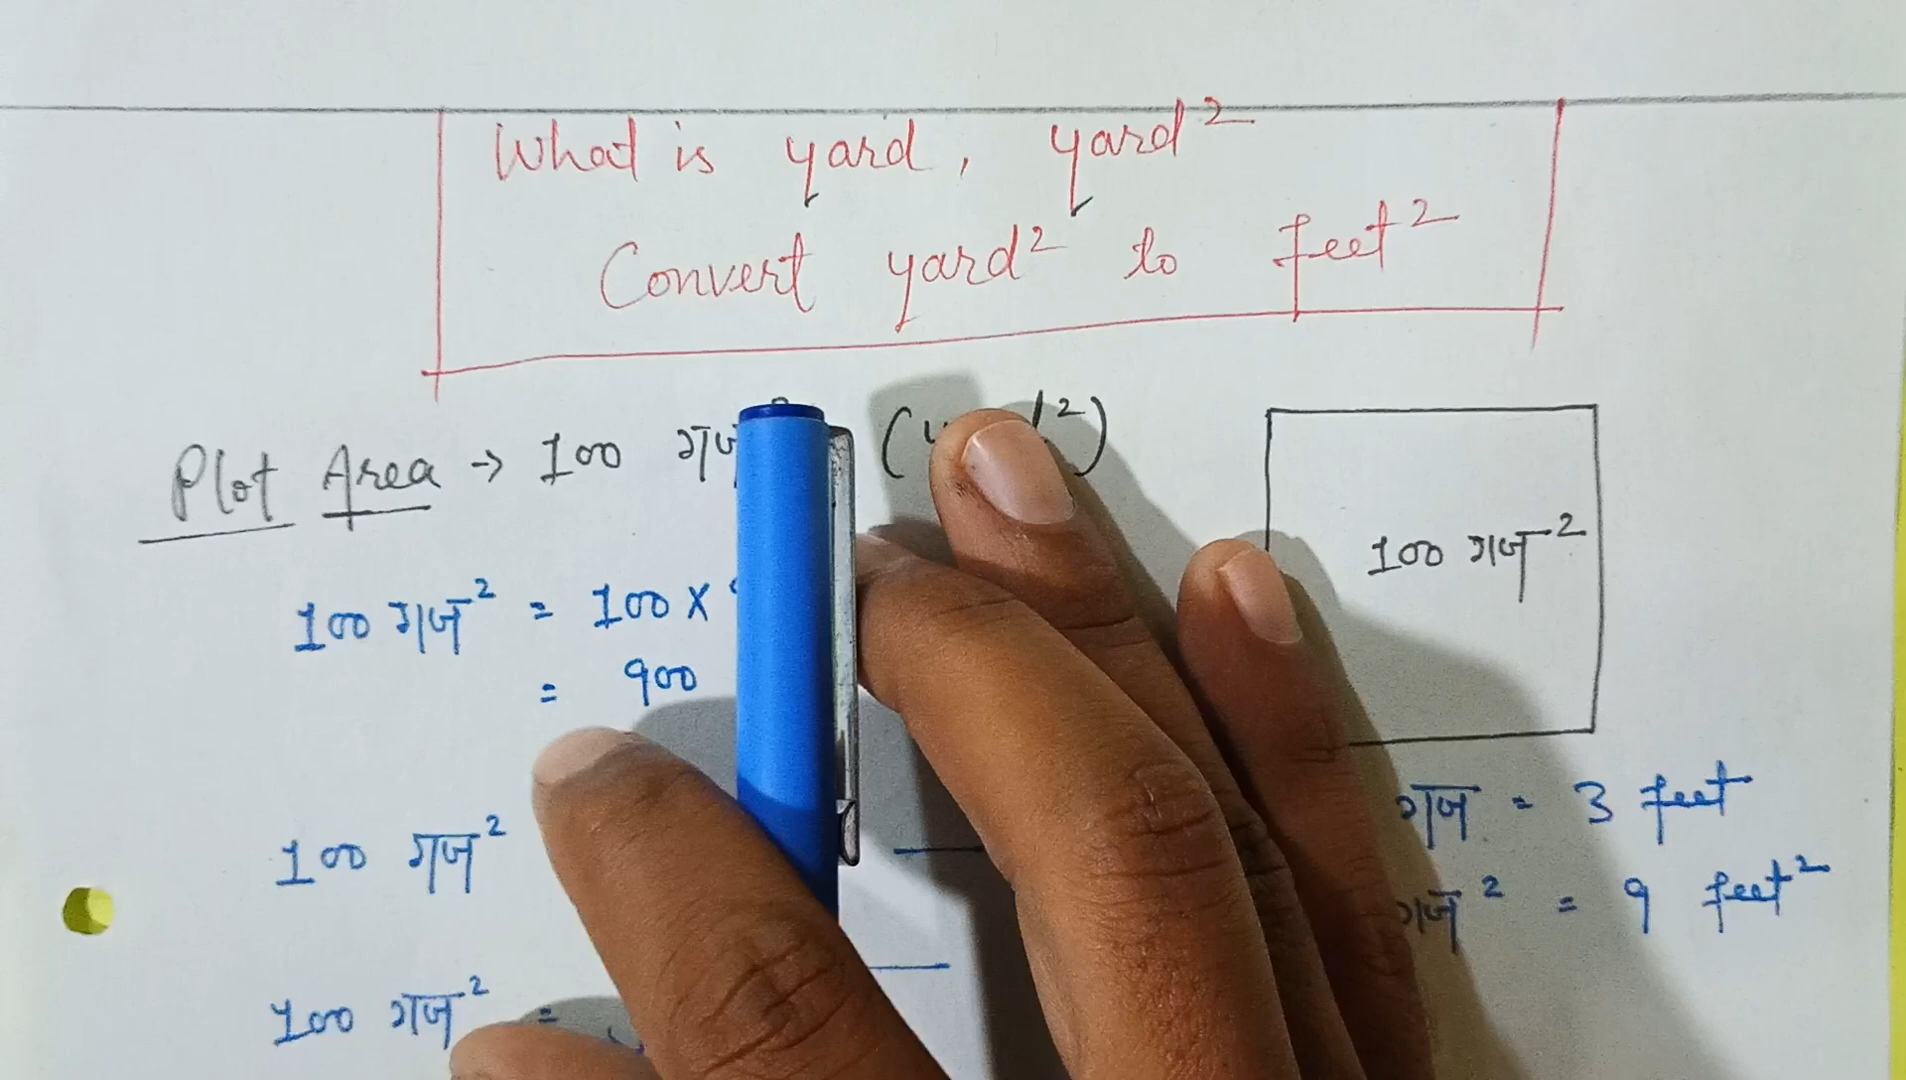 What is yard, yard²
Convert yard² to feet²
Plot Area → 100
100 गज² = 100 ×
= 900
100 गज²
100 गज² =
100 गज²
गज = 3 feet
गज² = 9 feet²